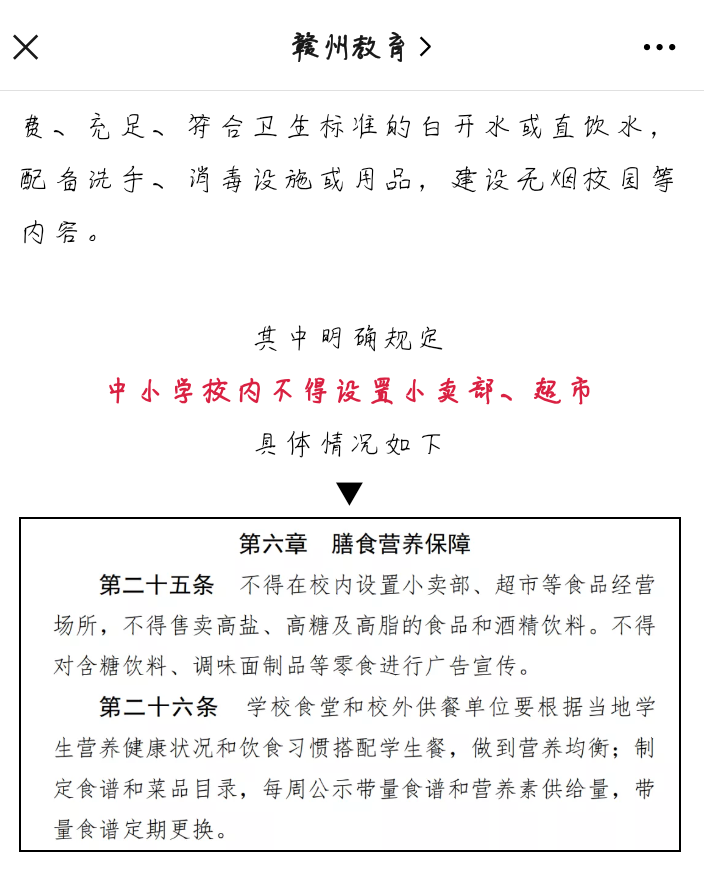 赣州教育
费、充足、符合卫生标准的白开水或直饮水，
配备洗手、消毒设施或用品，建设无烟校园等
内容。
其中明确规定
中小学校内不得设置小卖部、超市
具体情况如下
第六章 膳食营养保障
第二十五条 不得在校内设置小卖部、超市等食品经营
场所，不得售卖高盐、高糖及高脂的食品和酒精饮料。不得
对含糖饮料、调味面制品等零食进行广告宣传。
第二十六条 学校食堂和校外供餐单位要根据当地学
生营养健康状况和饮食习惯搭配学生餐，做到营养均衡；制
定食谱和菜品目录，每周公示带量食谱和营养素供给量，带
量食谱定期更换。